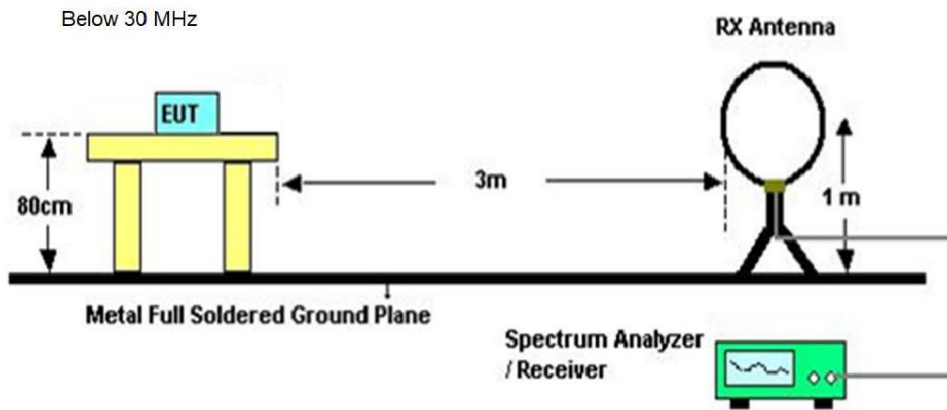 Below 30 MHz
RX Antenna
EUT
80cm
3m
1 m
Metal Full Soldered Ground Plane
Spectrum Analyzer
/ Receiver